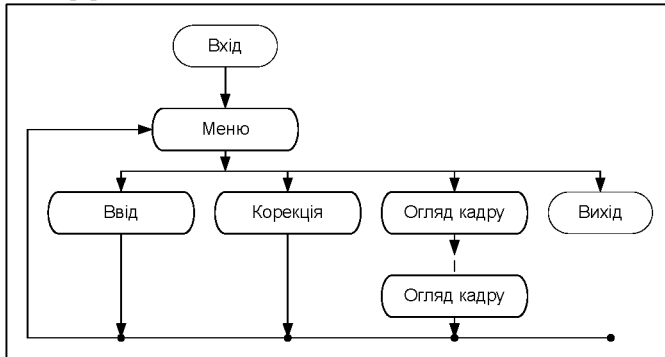 Вхід
Меню
Ввід
Корекція
Огляд кадру
Вихід
Огляд кадру